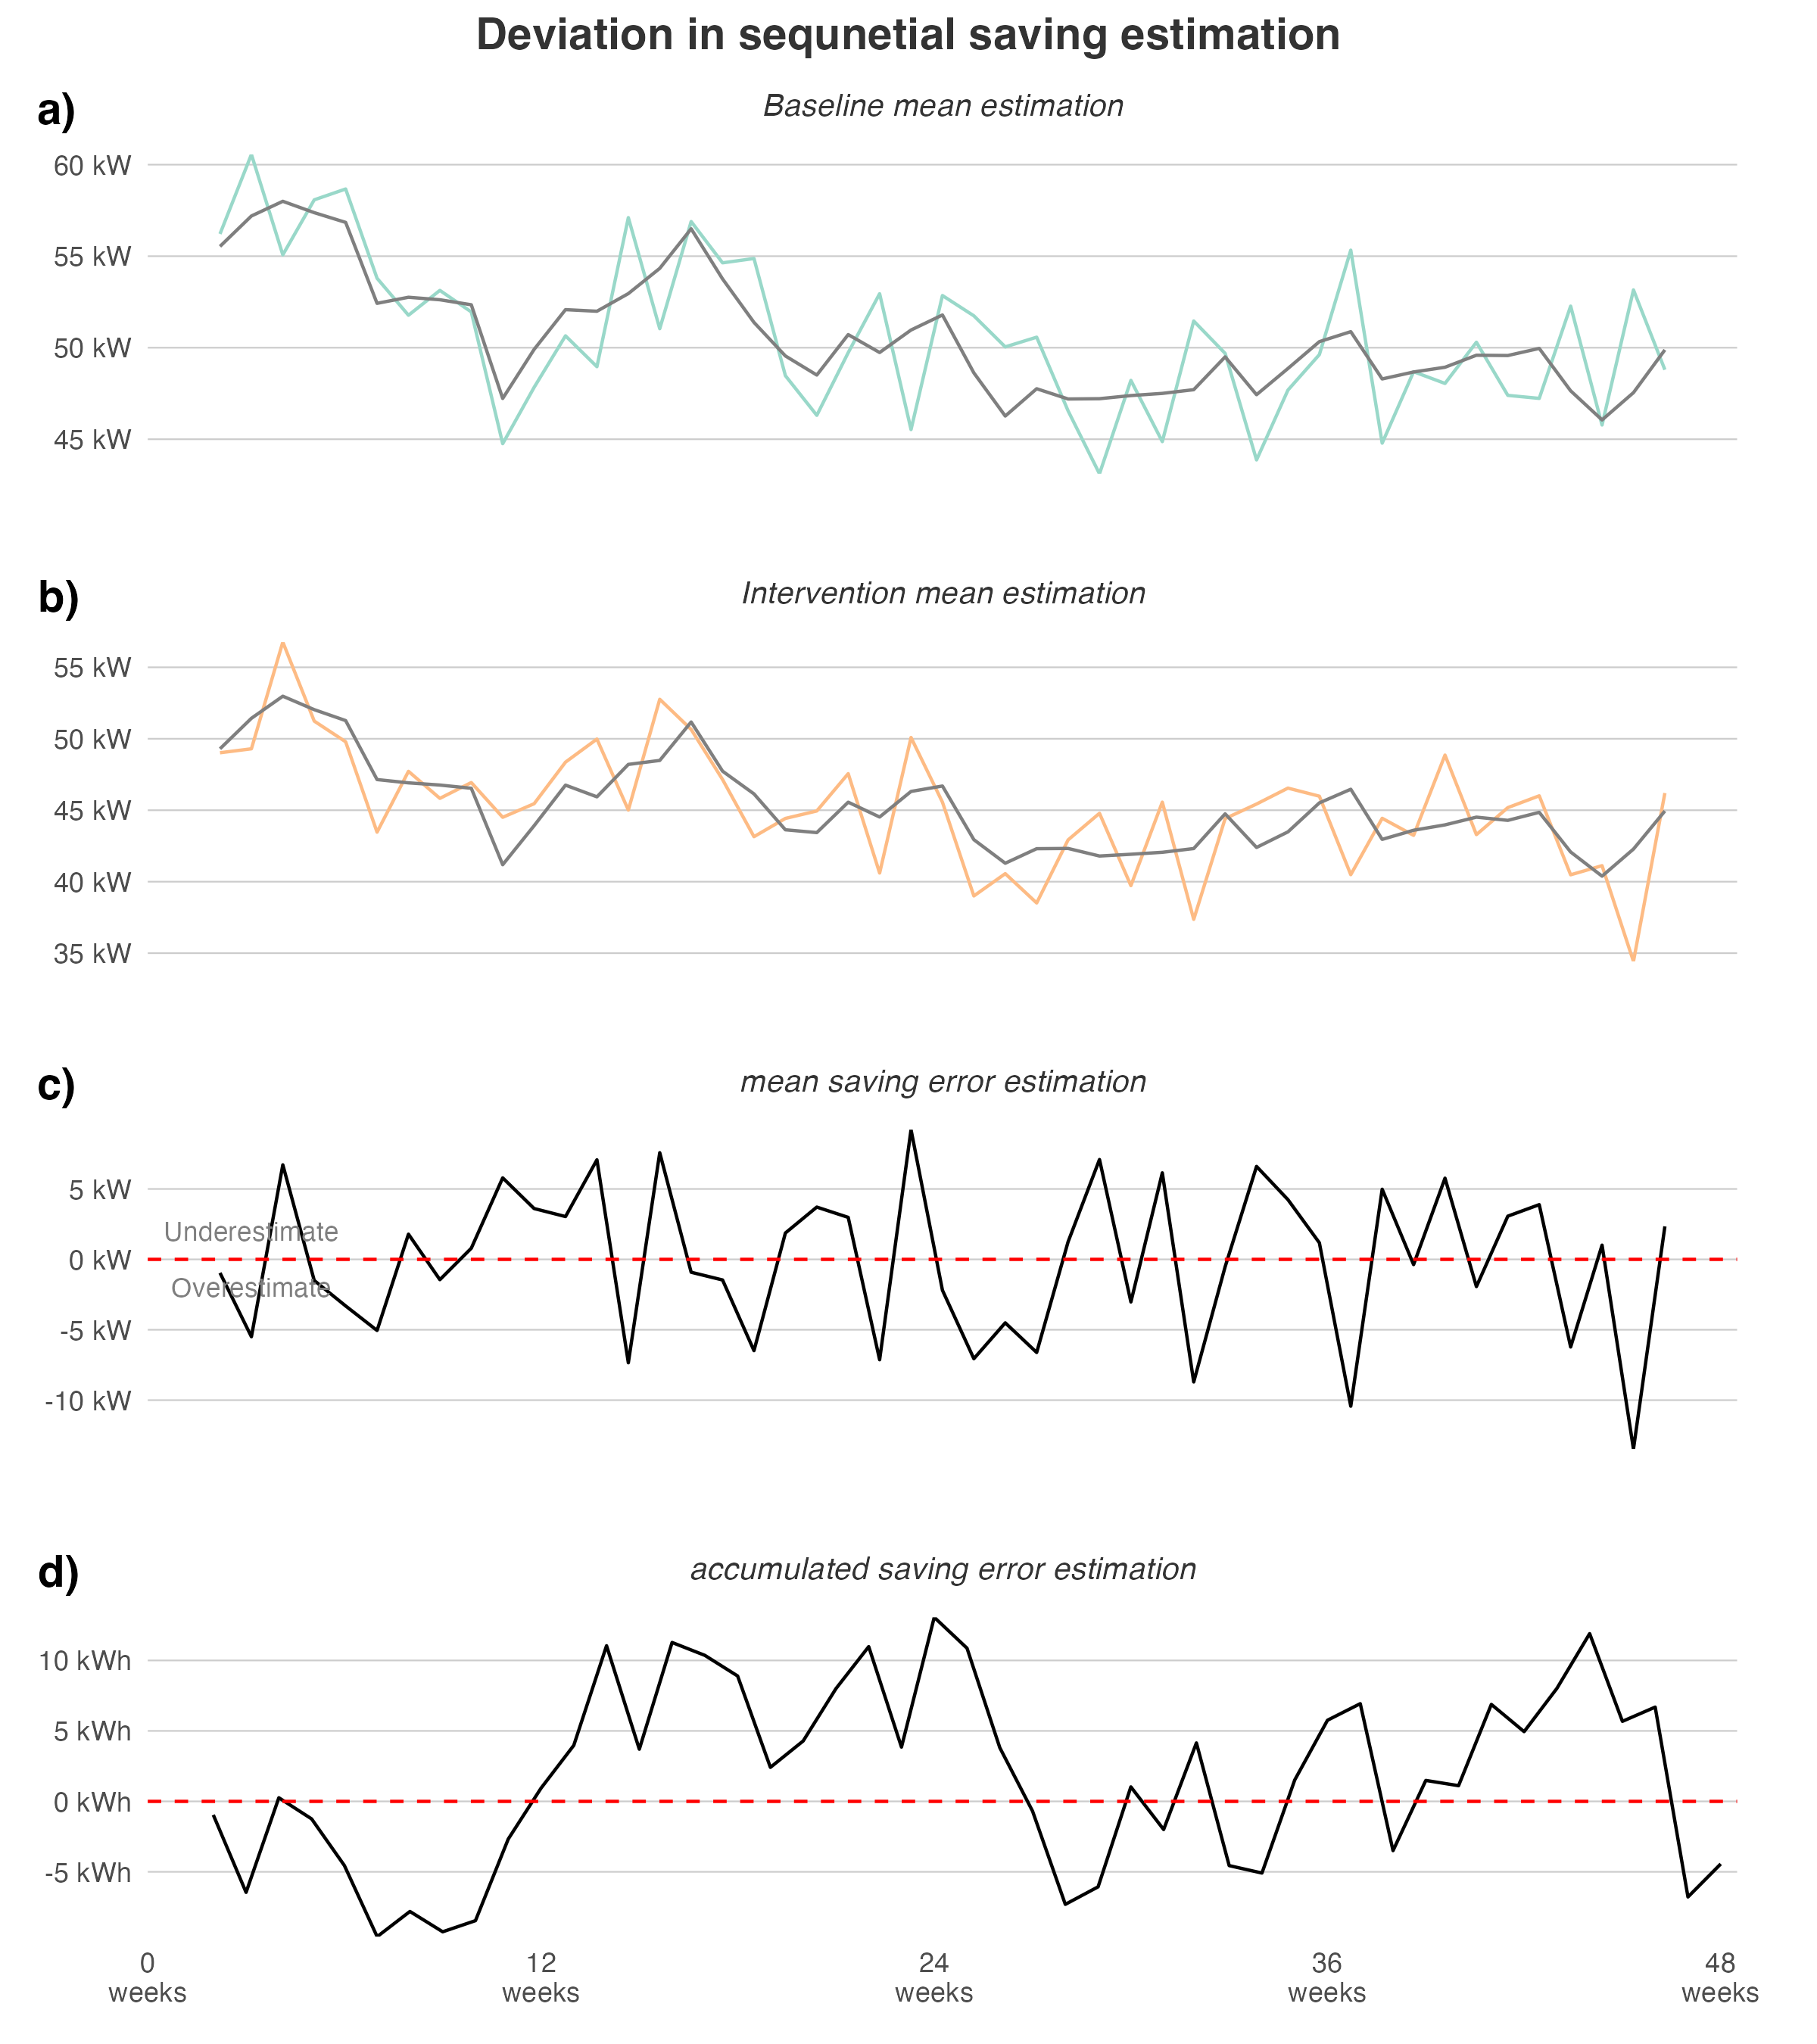 Deviation in sequnetial saving estimation
a)
Baseline mean estimation
60 kW
55 kW
50 kW
45 kW
b)
Intervention mean estimation
55 kW
50 kW
45 kW
40 kW
35 kW
c)
mean saving error estimation
5 kW
Underestimate
0 kW
Overestimate
-5 kW
-10 kW
d)
accumulated saving error estimation
10 kWh
5 kWh
0 kWh
-5 kWh
0 12 24 36 48
weeks weeks weeks weeks weeks